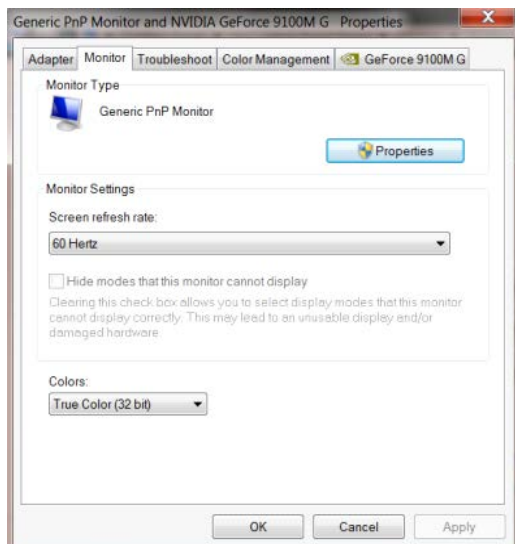 Generic PnP Monitor and NVIDIA GeForce 9100M G Properties
Adapter Monitor Troubleshoot Color Management GeForce 9100M G
Monitor Type
Generic PnP Monitor
Properties
Monitor Settings
Screen refresh rate:
60 Hertz
Hide modes that this monitor cannot display
Clearing this check box allows you to select display modes that this monitor
cannot display correctly. This may lead to an unusable display and/or
damaged hardware.
Colors:
True Color (32 bit)
OK Cancel Apply